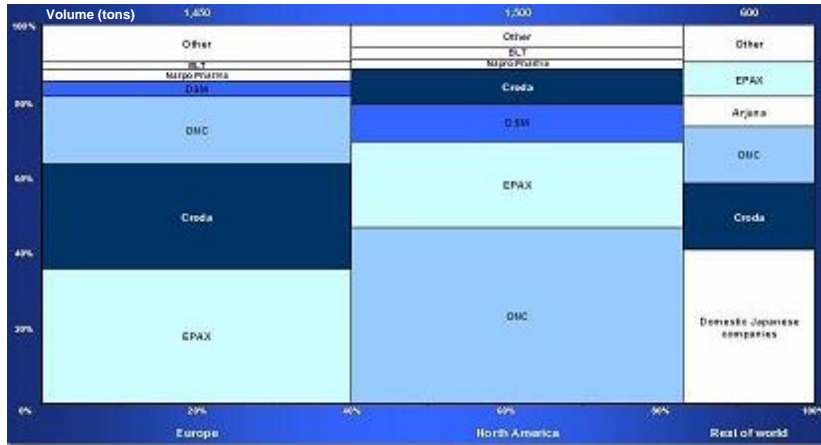 Volume (tons) 1,450 1,500 600
100%
Other
BLT
Narpo Pharma
DSM
80%
ONC
60%
Croda
40%
20%
EPAX
Other
BLT
Napro Pharma
Croda
DSM
EPAX
ONC
Other
EPAX
Arjuna
ONC
Croda
Domestic Japanese
companies
0% 20% 40% 60% 80% 100%
Europe North America Rest of world